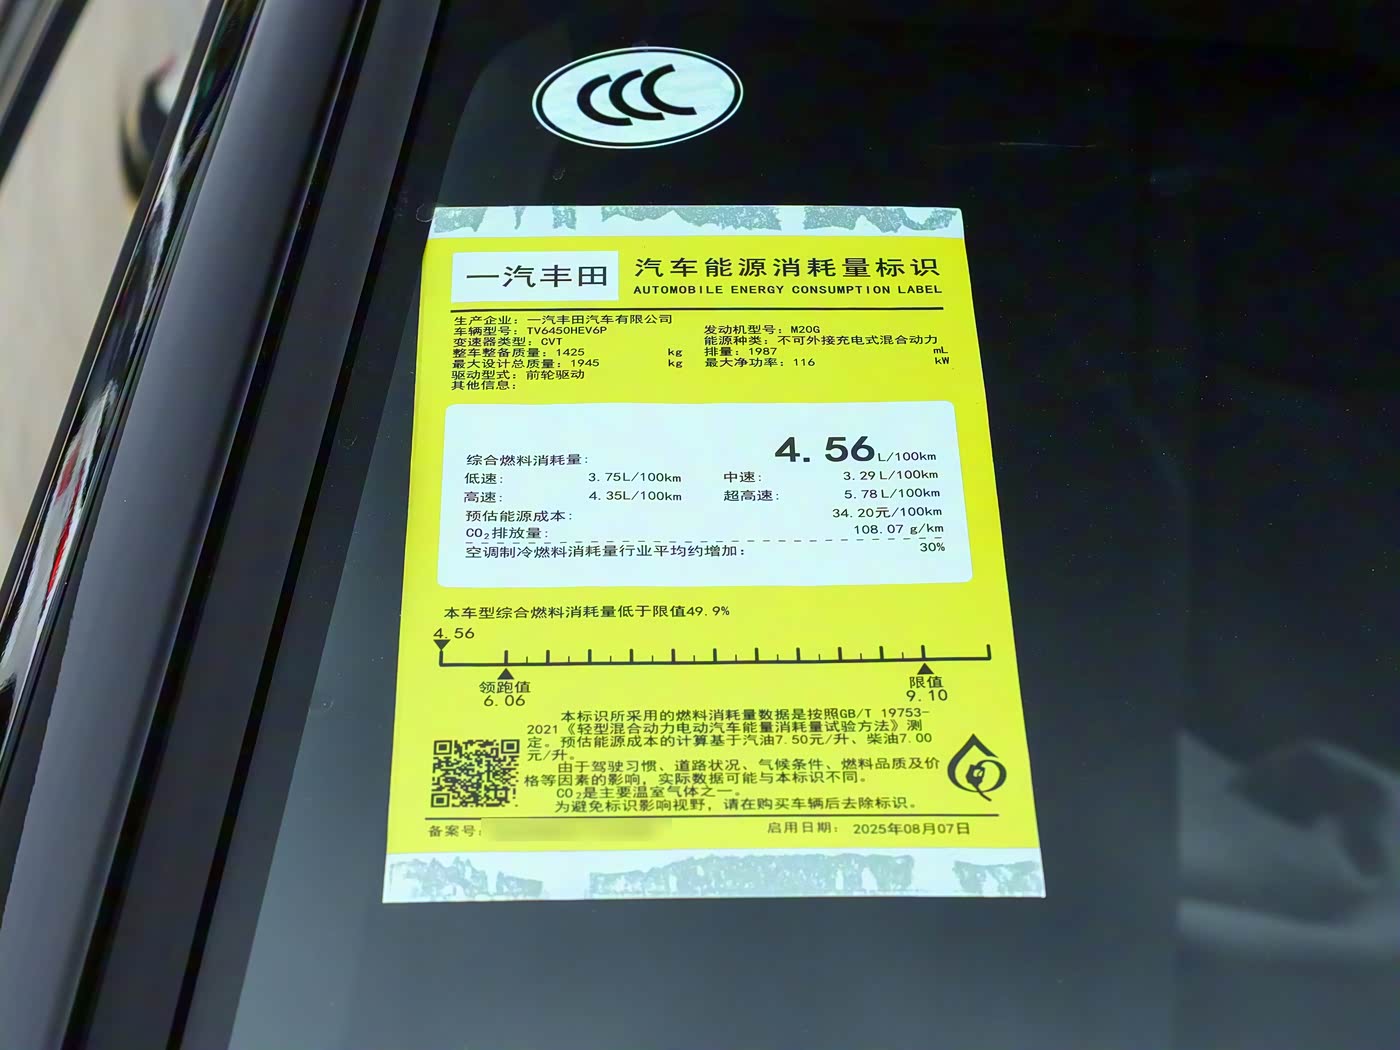 CCC
一汽丰田
汽车能源消耗量标识
AUTOMOBILE ENERGY CONSUMPTION LABEL
生产企业：一汽丰田汽车有限公司
车辆型号：TV6450HEV6P 发动机型号：M20G
变速器类型：CVT 能源种类：不可外接充电式混合动力
整车整备质量：1425 kg 排量：1987 mL
最大设计总质量：1945 kg 最大净功率：116 kW
驱动型式：前轮驱动
其他信息：
综合燃料消耗量： 4.56 L/100km
低速： 3.75L/100km 中速： 3.29L/100km
高速： 4.35L/100km 超高速： 5.78L/100km
预估能源成本： 34.20元/100km
CO₂排放量： 108.07 g/km
空调制冷燃料消耗量行业平均约增加： 30%
本车型综合燃料消耗量低于限值49.9%
4.56
领跑值 限值
6.06 9.10
本标识所采用的燃料消耗量数据是按照GB/T 19753-
2021《轻型混合动力电动汽车能量消耗量试验方法》测
定。预估能源成本的计算基于汽油7.50元/升、柴油7.00
元/升。
由于驾驶习惯、道路状况、气候条件、燃料品质及价
格等因素的影响，实际数据可能与本标识不同。
CO₂是主要温室气体之一。
为避免标识影响视野，请在购买车辆后去除标识。
备案号： 启用日期： 2025年08月07日